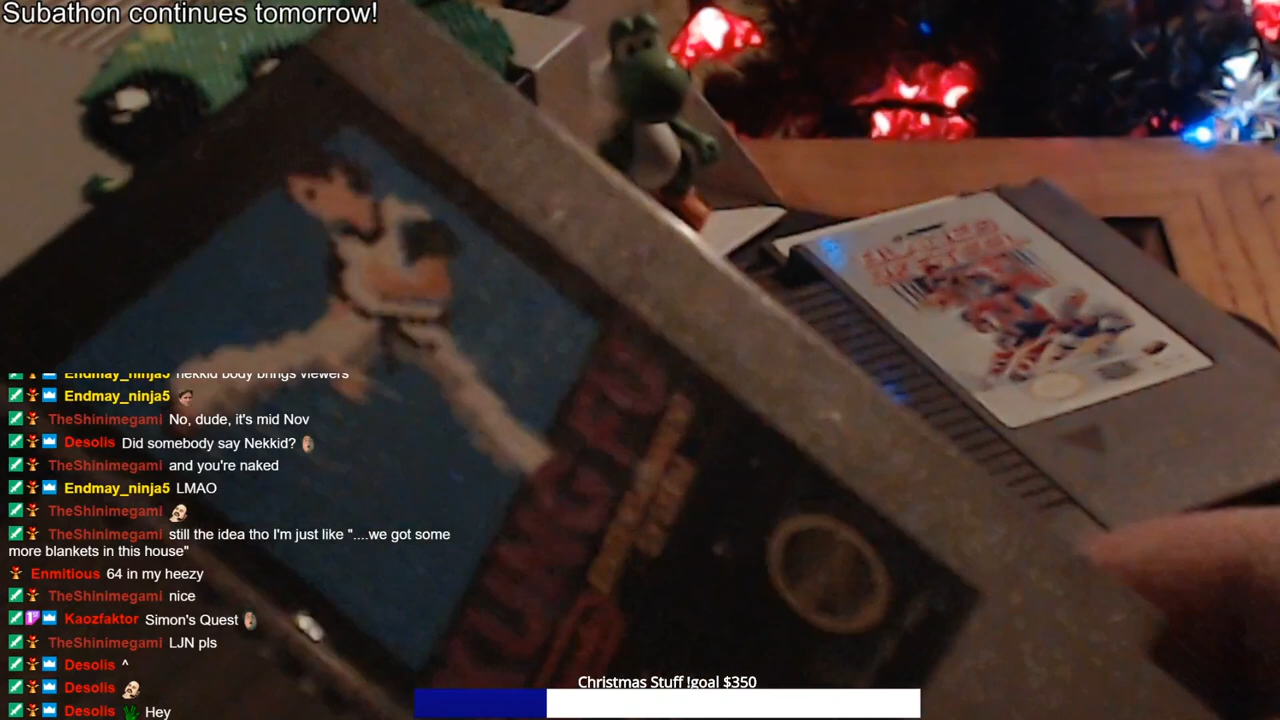 Subathon continues tomorrow!
Endmay_ninja5 nekkid body brings viewers
Endmay_ninja5
TheShinimegami No, dude, it's mid Nov
Desolis Did somebody say Nekkid?
TheShinimegami and you're naked
Endmay_ninja5 LMAO
TheShinimegami
TheShinimegami still the idea tho I'm just like "....we got some
more blankets in this house"
Enmitious 64 in my heezy
TheShinimegami nice
Kaozfaktor Simon's Quest
TheShinimegami LJN pls
Desolis ^
Desolis
Desolis Hey
KUNG FU
Christmas Stuff !goal $350